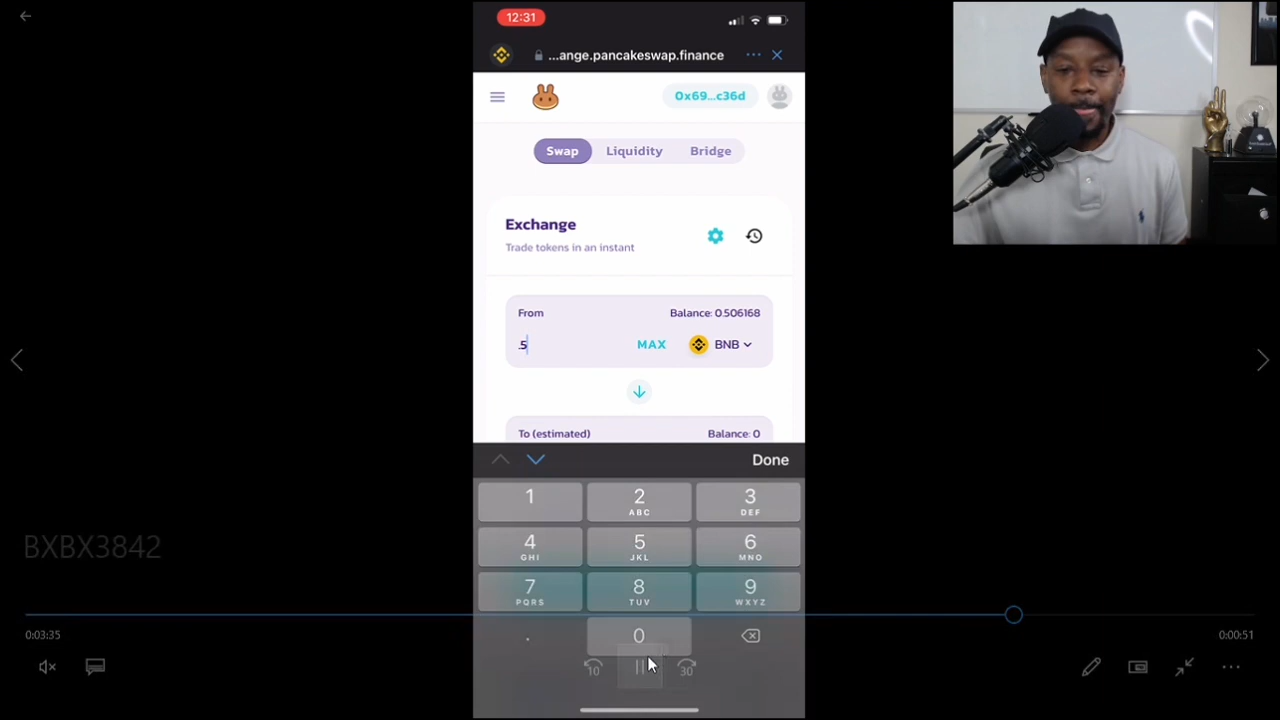 12:31
...ange.pancakeswap.finance
0x69...c36d
Swap
Liquidity
Bridge
Exchange
Trade tokens in an instant
From
Balance: 0.506168
.5
MAX
BNB
To (estimated)
Balance: 0
Done
1
2
ABC
3
DEF
4
GHI
5
JKL
6
MNO
7
PQRS
8
TUV
9
WXYZ
.
0
BXBX3842
0:03:35
0:00:51
10
30